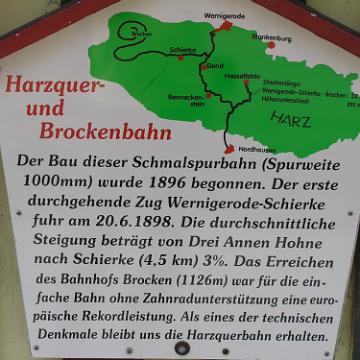 Wernigerode
Brocken
Blankenburg
Schierke
Elend
Hasselfelde
Streckenlänge:
Wernigerode-Schierke-Brocken:
Höhenunterschied:
Bennecken-
stein
HARZ
Nordhausen
Harzquer-
und
Brockenbahn
Der Bau dieser Schmalspurbahn (Spurweite
1000mm) wurde 1896 begonnen. Der erste
durchgehende Zug Wernigerode-Schierke
fuhr am 20.6.1898. Die durchschnittliche
Steigung beträgt von Drei Annen Hohne
nach Schierke (4,5 km) 3%. Das Erreichen
des Bahnhofs Brocken (1126m) war für die ein-
fache Bahn ohne Zahnradunterstützung eine euro-
päische Rekordleistung. Als eines der technischen
Denkmale bleibt uns die Harzquerbahn erhalten.